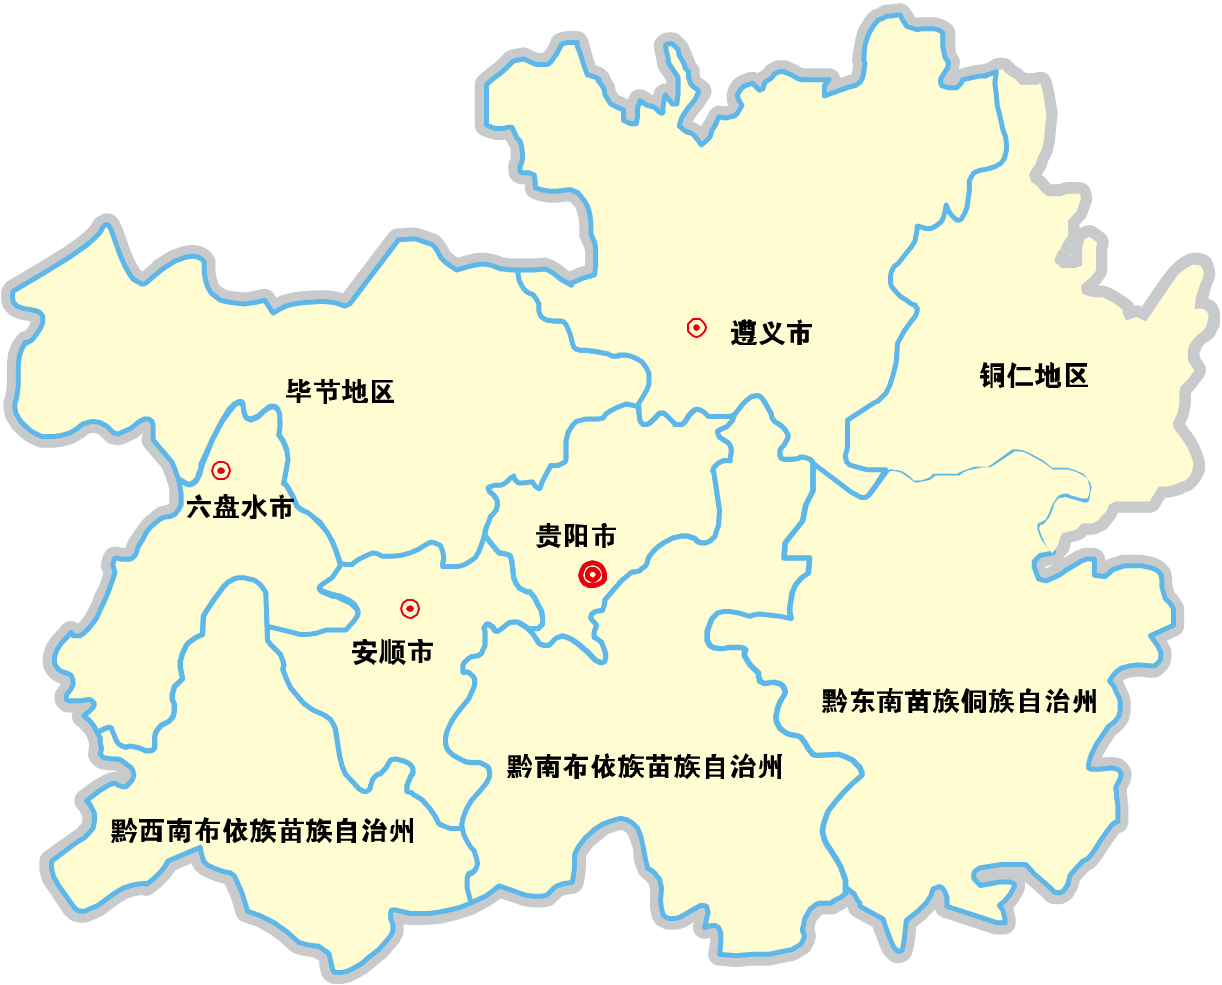 遵义市
铜仁地区
毕节地区
六盘水市
贵阳市
安顺市
黔东南苗族侗族自治州
黔南布依族苗族自治州
黔西南布依族苗族自治州